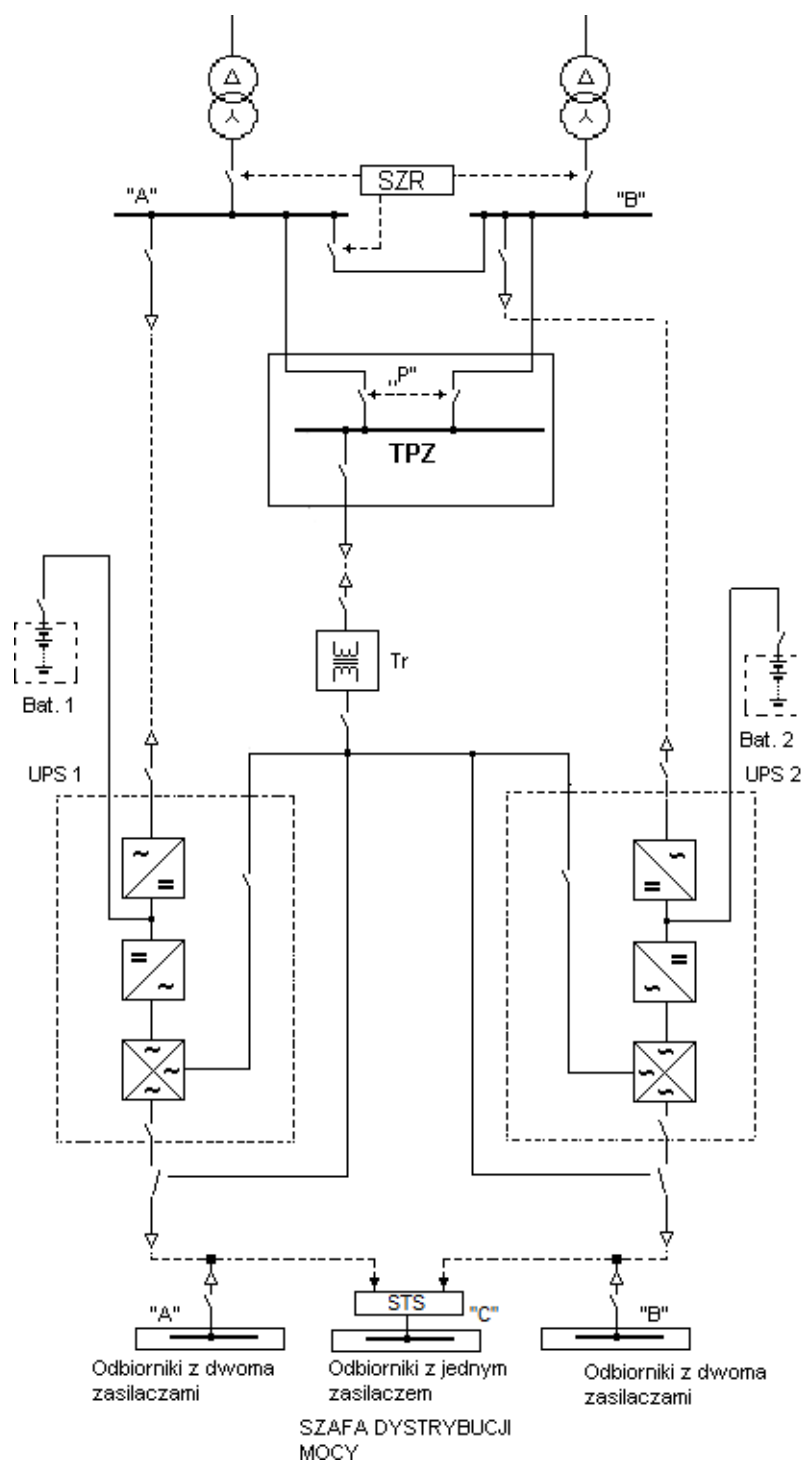 SZR
"A"
"B"
„P"
TPZ
Tr
Bat. 1
Bat. 2
UPS 1
UPS 2
STS
"A"
"C"
"B"
Odbiorniki z dwoma
zasilaczami
Odbiorniki z jednym
zasilaczem
Odbiorniki z dwoma
zasilaczami
SZAFA DYSTRYBUCJI
MOCY